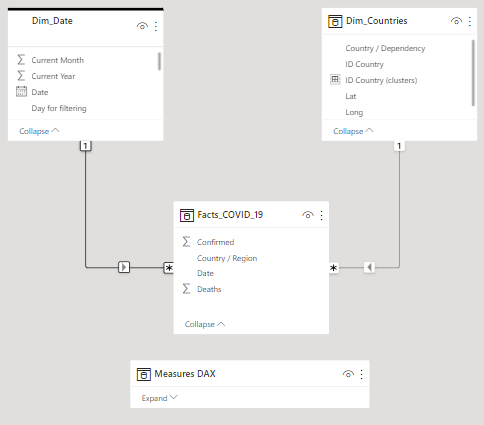 Dim_Date
Current Month
Current Year
Date
Day for filtering
Collapse
Dim_Countries
Country / Dependency
ID Country
ID Country (clusters)
Lat
Long
Collapse
1
1
Facts_COVID_19
Confirmed
Country / Region
Date
Deaths
Collapse
*
*
Measures DAX
Expand